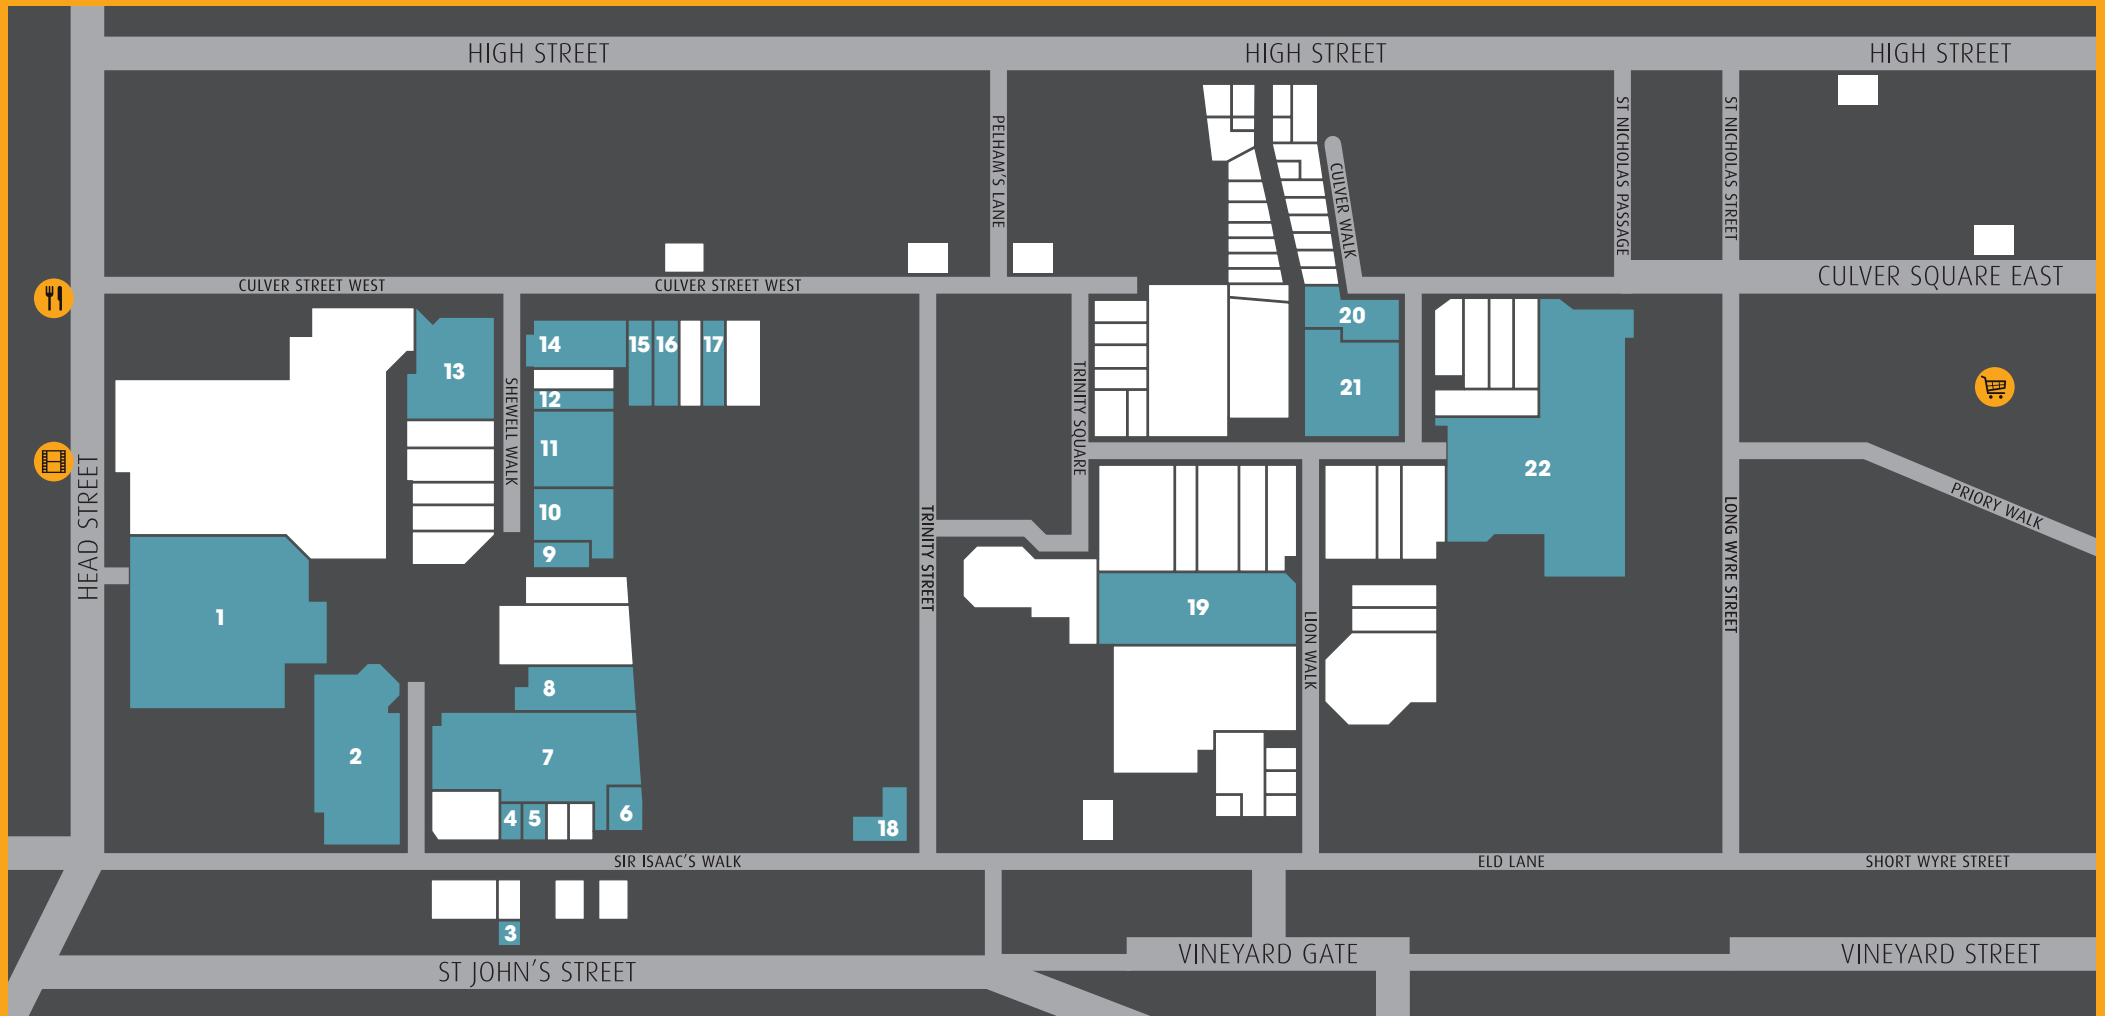 HIGH STREET
HIGH STREET
HIGH STREET
PELHAM'S LANE
CULVER WALK
ST NICHOLAS PASSAGE
ST NICHOLAS STREET
CULVER STREET WEST
CULVER STREET WEST
CULVER SQUARE EAST
13
14
15
16
17
20
12
21
SHEWELL WALK
TRINITY SQUARE
11
22
HEAD STREET
10
PRIORY WALK
9
TRINITY STREET
LONG WYRE STREET
1
19
LION WALK
8
2
7
4
5
6
18
SIR ISAAC'S WALK
ELD LANE
SHORT WYRE STREET
3
ST JOHN'S STREET
VINEYARD GATE
VINEYARD STREET